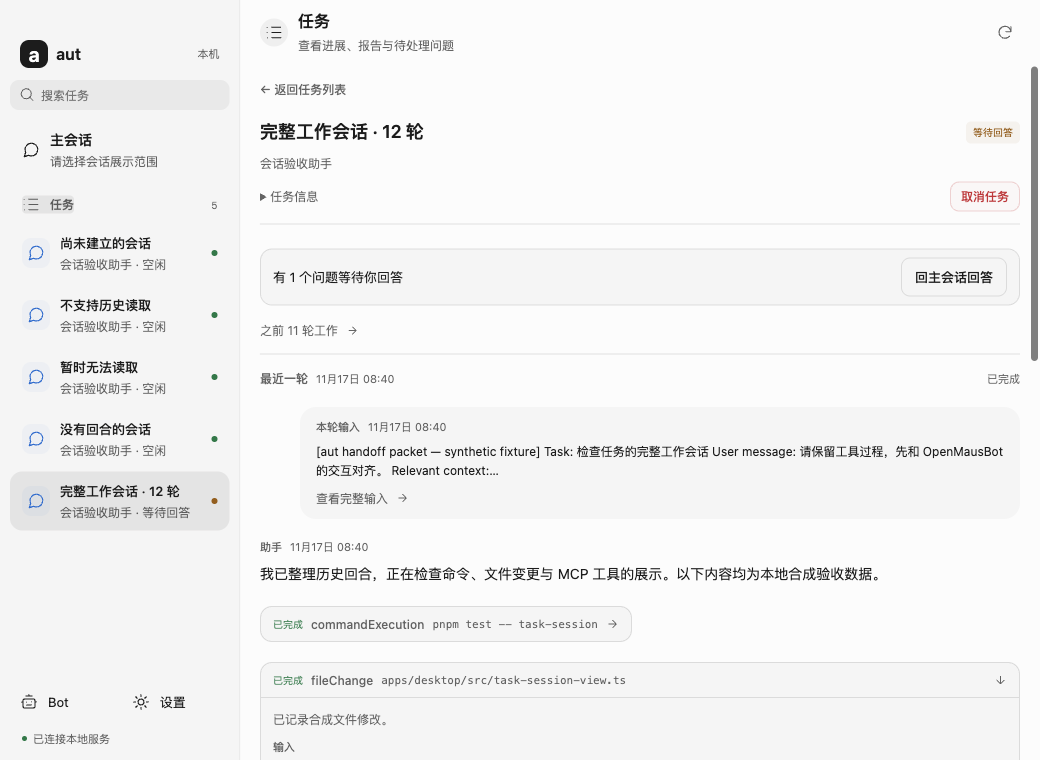 a aut 本机
搜索任务
主会话
请选择会话展示范围
任务 5
尚未建立的会话
会话验收助手 · 空闲
不支持历史读取
会话验收助手 · 空闲
暂时无法读取
会话验收助手 · 空闲
没有回合的会话
会话验收助手 · 空闲
完整工作会话 · 12 轮
会话验收助手 · 等待回答
Bot 设置
已连接本地服务
任务
查看进展、报告与待处理问题
← 返回任务列表
完整工作会话 · 12 轮 等待回答
会话验收助手
任务信息 取消任务
有 1 个问题等待你回答 回主会话回答
之前 11 轮工作 →
最近一轮 11月17日 08:40 已完成
本轮输入 11月17日 08:40
[aut handoff packet — synthetic fixture] Task: 检查任务的完整工作会话 User message: 请保留工具过程，先和 OpenMausBot
的交互对齐。 Relevant context:…
查看完整输入 →
助手 11月17日 08:40
我已整理历史回合，正在检查命令、文件变更与 MCP 工具的展示。以下内容均为本地合成验收数据。
已完成 commandExecution pnpm test -- task-session →
已完成 fileChange apps/desktop/src/task-session-view.ts ↓
已记录合成文件修改。
输入